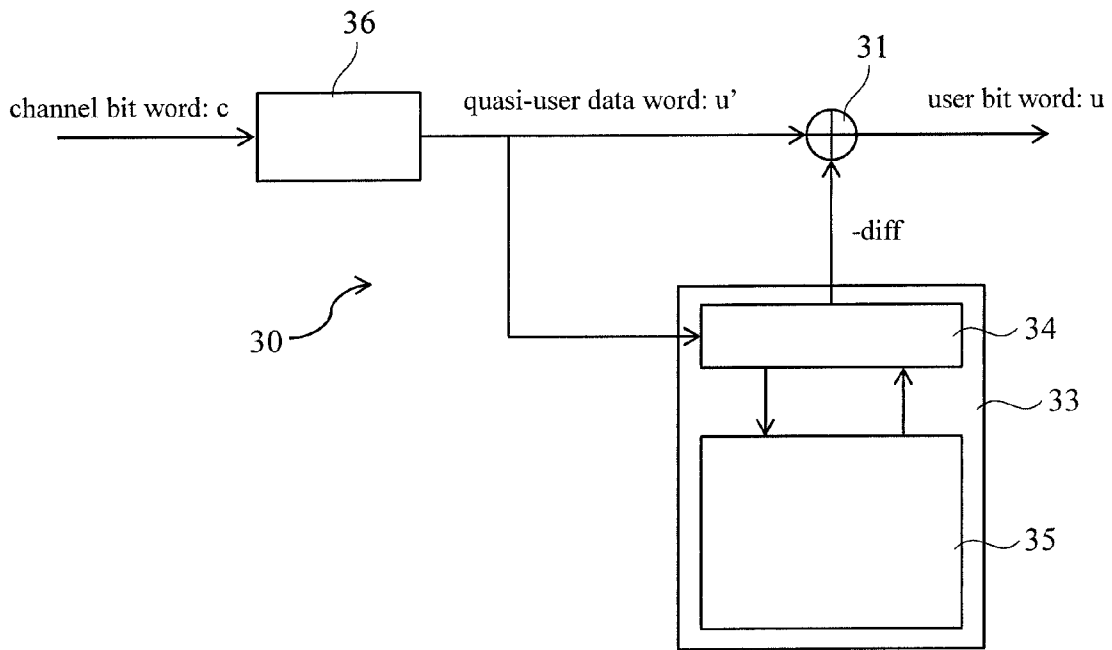 36
31
channel bit word: c
quasi-user data word: u'
user bit word: u
-diff
30
34
33
35